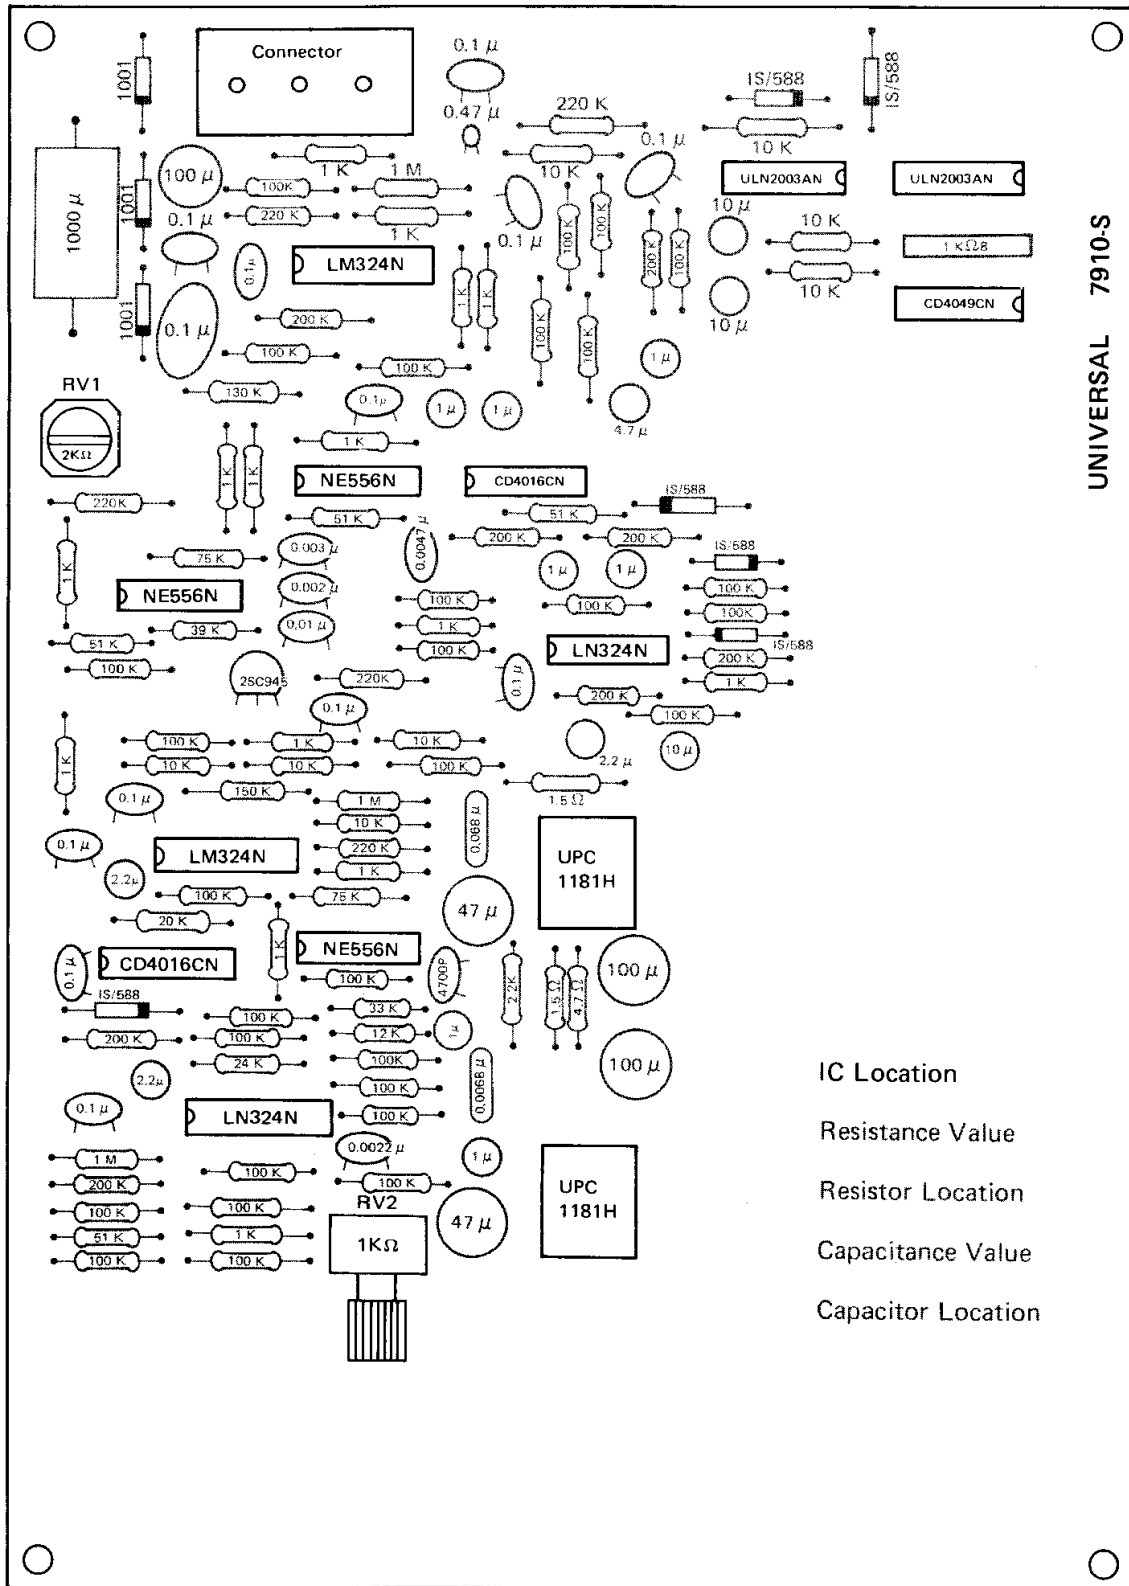 Connector
0.1 μ
1001
IS/588
IS/588
0.47 μ
220 K
10 K
0.1 μ
1000 μ
100 μ
1 K
1 M
10 K
ULN2003AN
ULN2003AN
100K
1001
220 K
1 K
0.1 μ
0.1 μ
100 K
100 K
10 μ
10 K
1 KΩ8
7910-S
0.1 μ
LM324N
200 K
100 K
10 K
1001
0.1 μ
1 K
1 K
10 μ
CD4049CN
200 K
100 K
100 K
100 K
100 K
1 μ
UNIVERSAL
RV1
130 K
0.1μ
1 μ
1 μ
4.7 μ
2KΩ
1 K
1 K
1 K
NE556N
CD4016CN
IS/588
220K
51 K
51 K
0.0047 μ
200 K
200 K
1 K
75 K
0.003 μ
IS/588
1 μ
1 μ
0.002 μ
100 K
NE556N
100 K
100 K
100K
0.01 μ
1 K
39 K
51 K
100 K
LN324N
IS/588
200 K
100 K
2SC945
220K
0.1 μ
1 K
200 K
0.1 μ
100 K
100 K
1 K
10 K
2.2 μ
10 μ
1 K
10 K
10 K
100 K
150 K
1.5 Ω
0.1 μ
1 M
10 K
0.068 μ
0.1 μ
LM324N
220 K
UPC
1181H
1 K
2.2μ
100 K
75 K
47 μ
20 K
1 K
NE556N
0.1 μ
CD4016CN
100 K
4700P
2.2K
1.5 Ω
4.7 Ω
100 μ
IS/588
33 K
100 K
200 K
100 K
12 K
1μ
24 K
100K
0.0068 μ
100 μ
2.2μ
100 K
IC Location
0.1 μ
LN324N
100 K
Resistance Value
0.0022 μ
1 μ
1 M
100 K
100 K
200 K
Resistor Location
RV2
UPC
1181H
100 K
100 K
47 μ
51 K
1 K
1KΩ
Capacitance Value
100 K
100 K
Capacitor Location